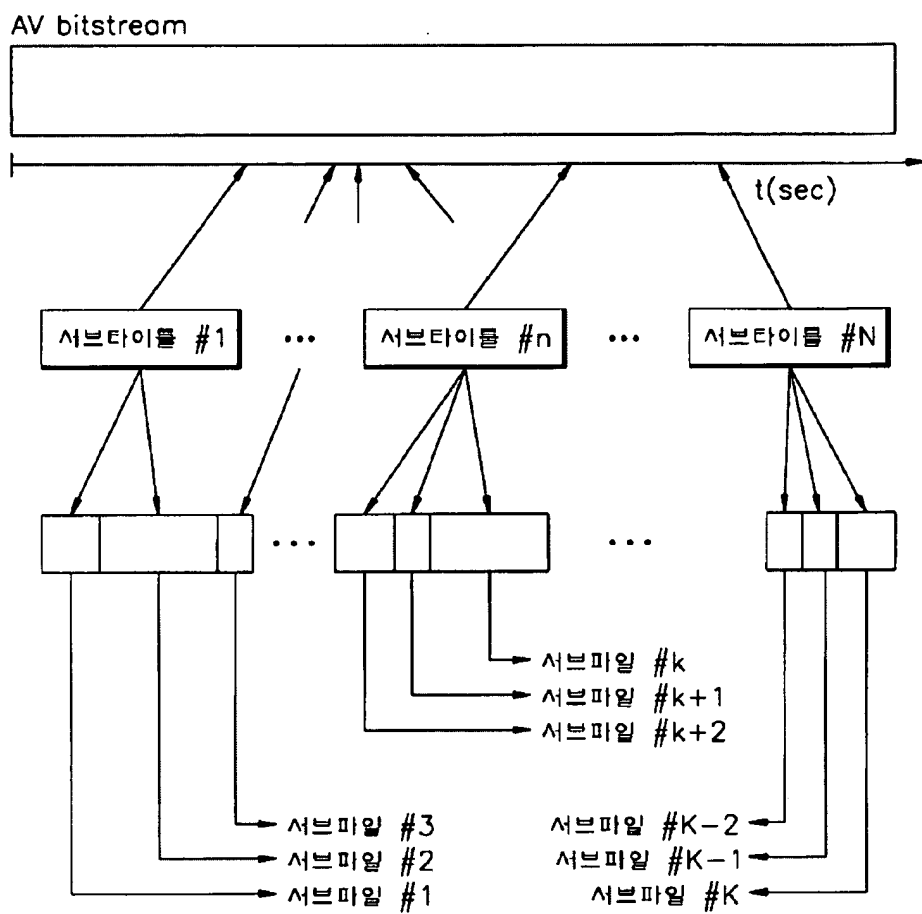 AV bitstream
t(sec)
서브타이틀 #1 ... 서브타이틀 #n ... 서브타이틀 #N
... ...
서브파일 #k
서브파일 #k+1
서브파일 #k+2
서브파일 #3 서브파일 #K-2
서브파일 #2 서브파일 #K-1
서브파일 #1 서브파일 #K